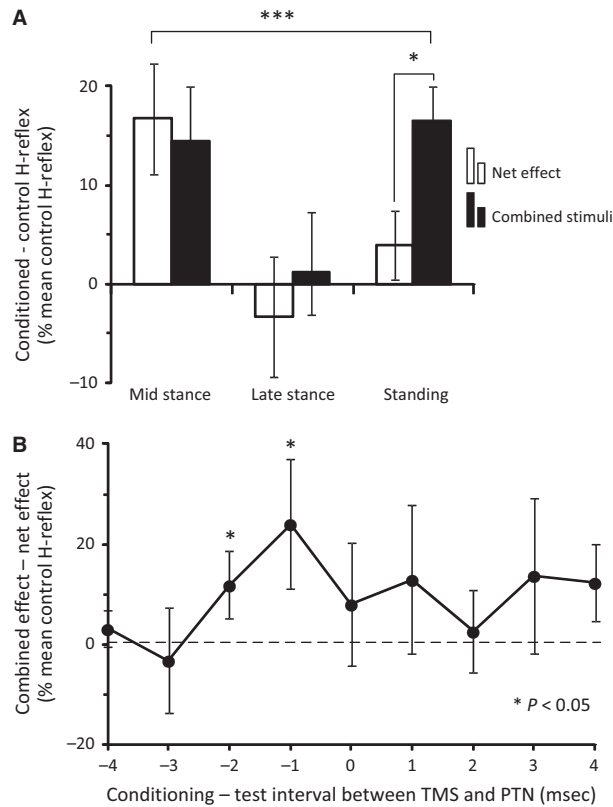 A
***
*
20
10
0
–10
Conditioned - control H-reflex
(% mean control H-reflex)
Net effect
Combined stimuli
Mid stance
Late stance
Standing
B
40
20
0
–20
Combined effect – net effect
(% mean control H-reflex)
*
*
* P < 0.05
–4 –3 –2 –1 0 1 2 3 4
Conditioning – test interval between TMS and PTN (msec)